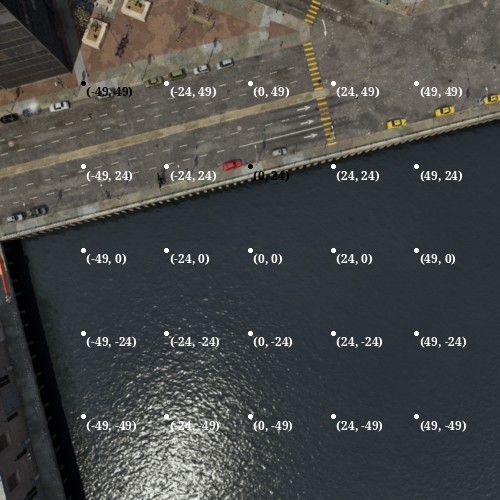 (-49, 49) (-24, 49) (0, 49) (24, 49) (49, 49)
(-49, 24) (-24, 24) (0, 24) (24, 24) (49, 24)
(-49, 0) (-24, 0) (0, 0) (24, 0) (49, 0)
(-49, -24) (-24, -24) (0, -24) (24, -24) (49, -24)
(-49, -49) (-24, -49) (0, -49) (24, -49) (49, -49)